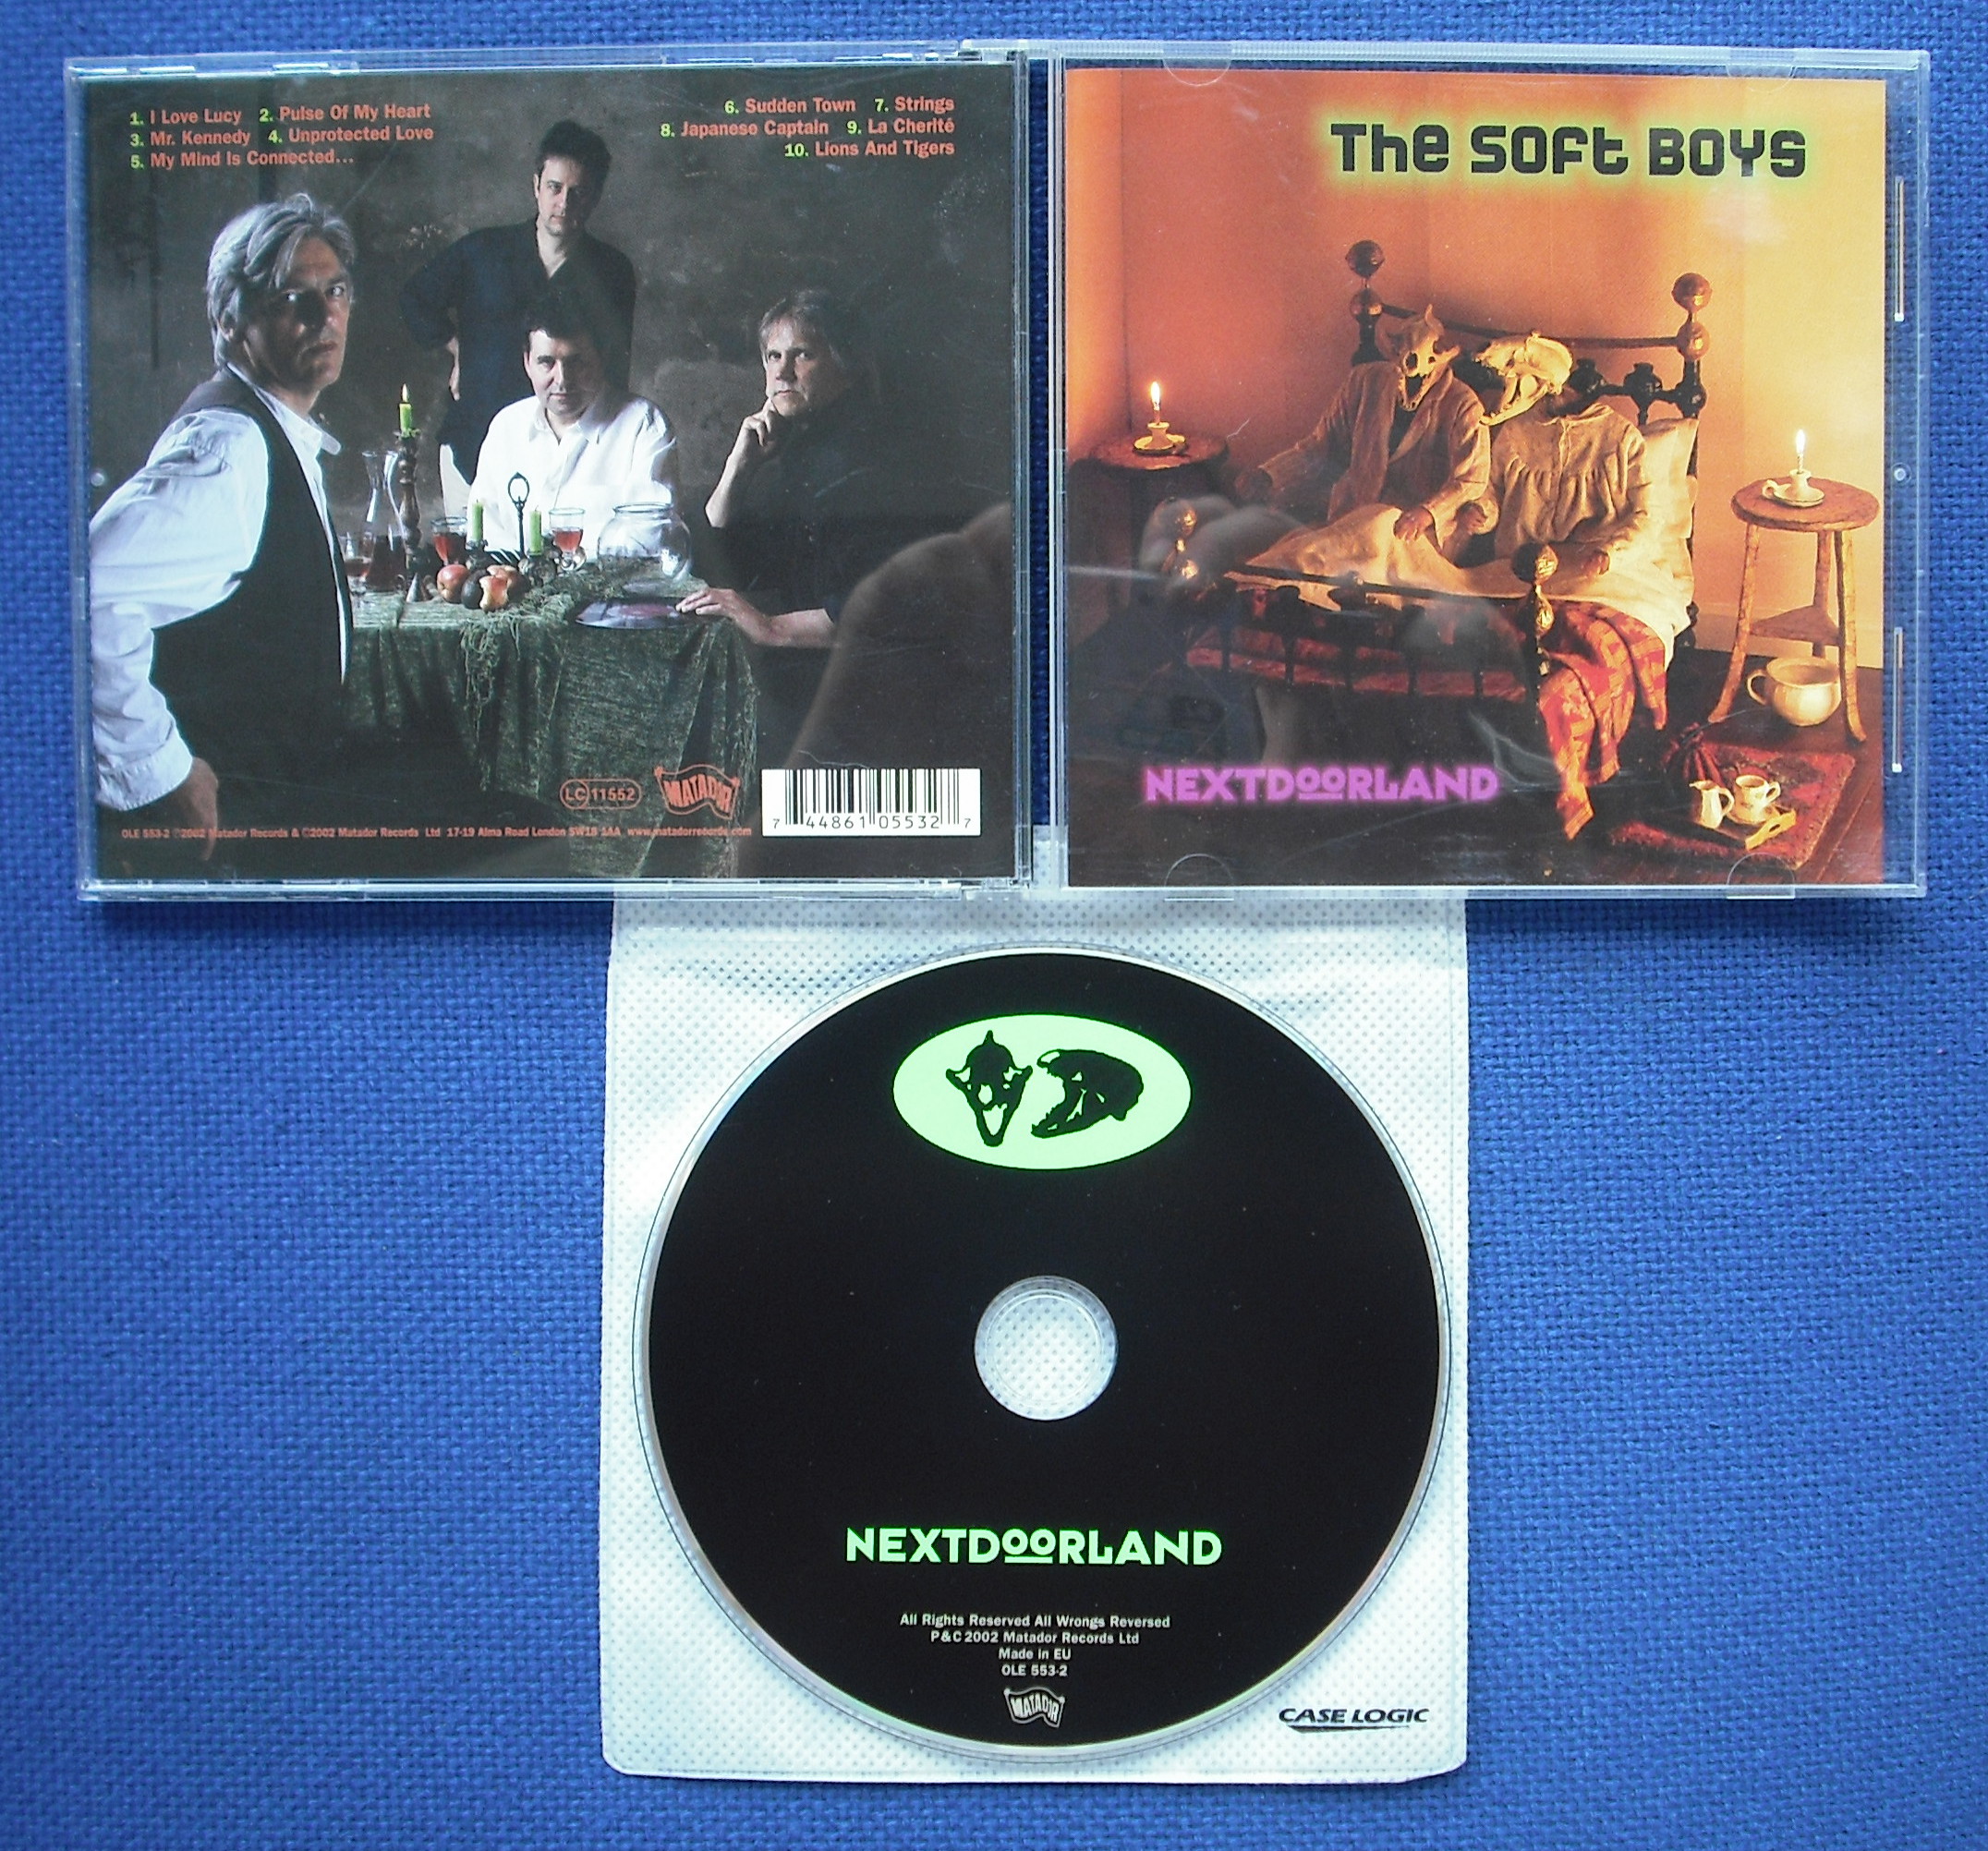 1. I Love Lucy 2. Pulse Of My Heart
3. Mr. Kennedy 4. Unprotected Love
5. My Mind Is Connected...
6. Sudden Town 7. Strings
8. Japanese Captain 9. La Cherité
10. Lions And Tigers
LC 11552
MATADOR
7 44861 05532 7
OLE 553-2 ℗2002 Matador Records & ©2002 Matador Records Ltd 17-19 Alma Road London SW18 1AA www.matadorrecords.com
The Soft Boys
NEXTDOORLAND
NEXTDOORLAND
All Rights Reserved All Wrongs Reversed
P&C 2002 Matador Records Ltd
Made in EU
OLE 553-2
MATADOR
CASE LOGIC